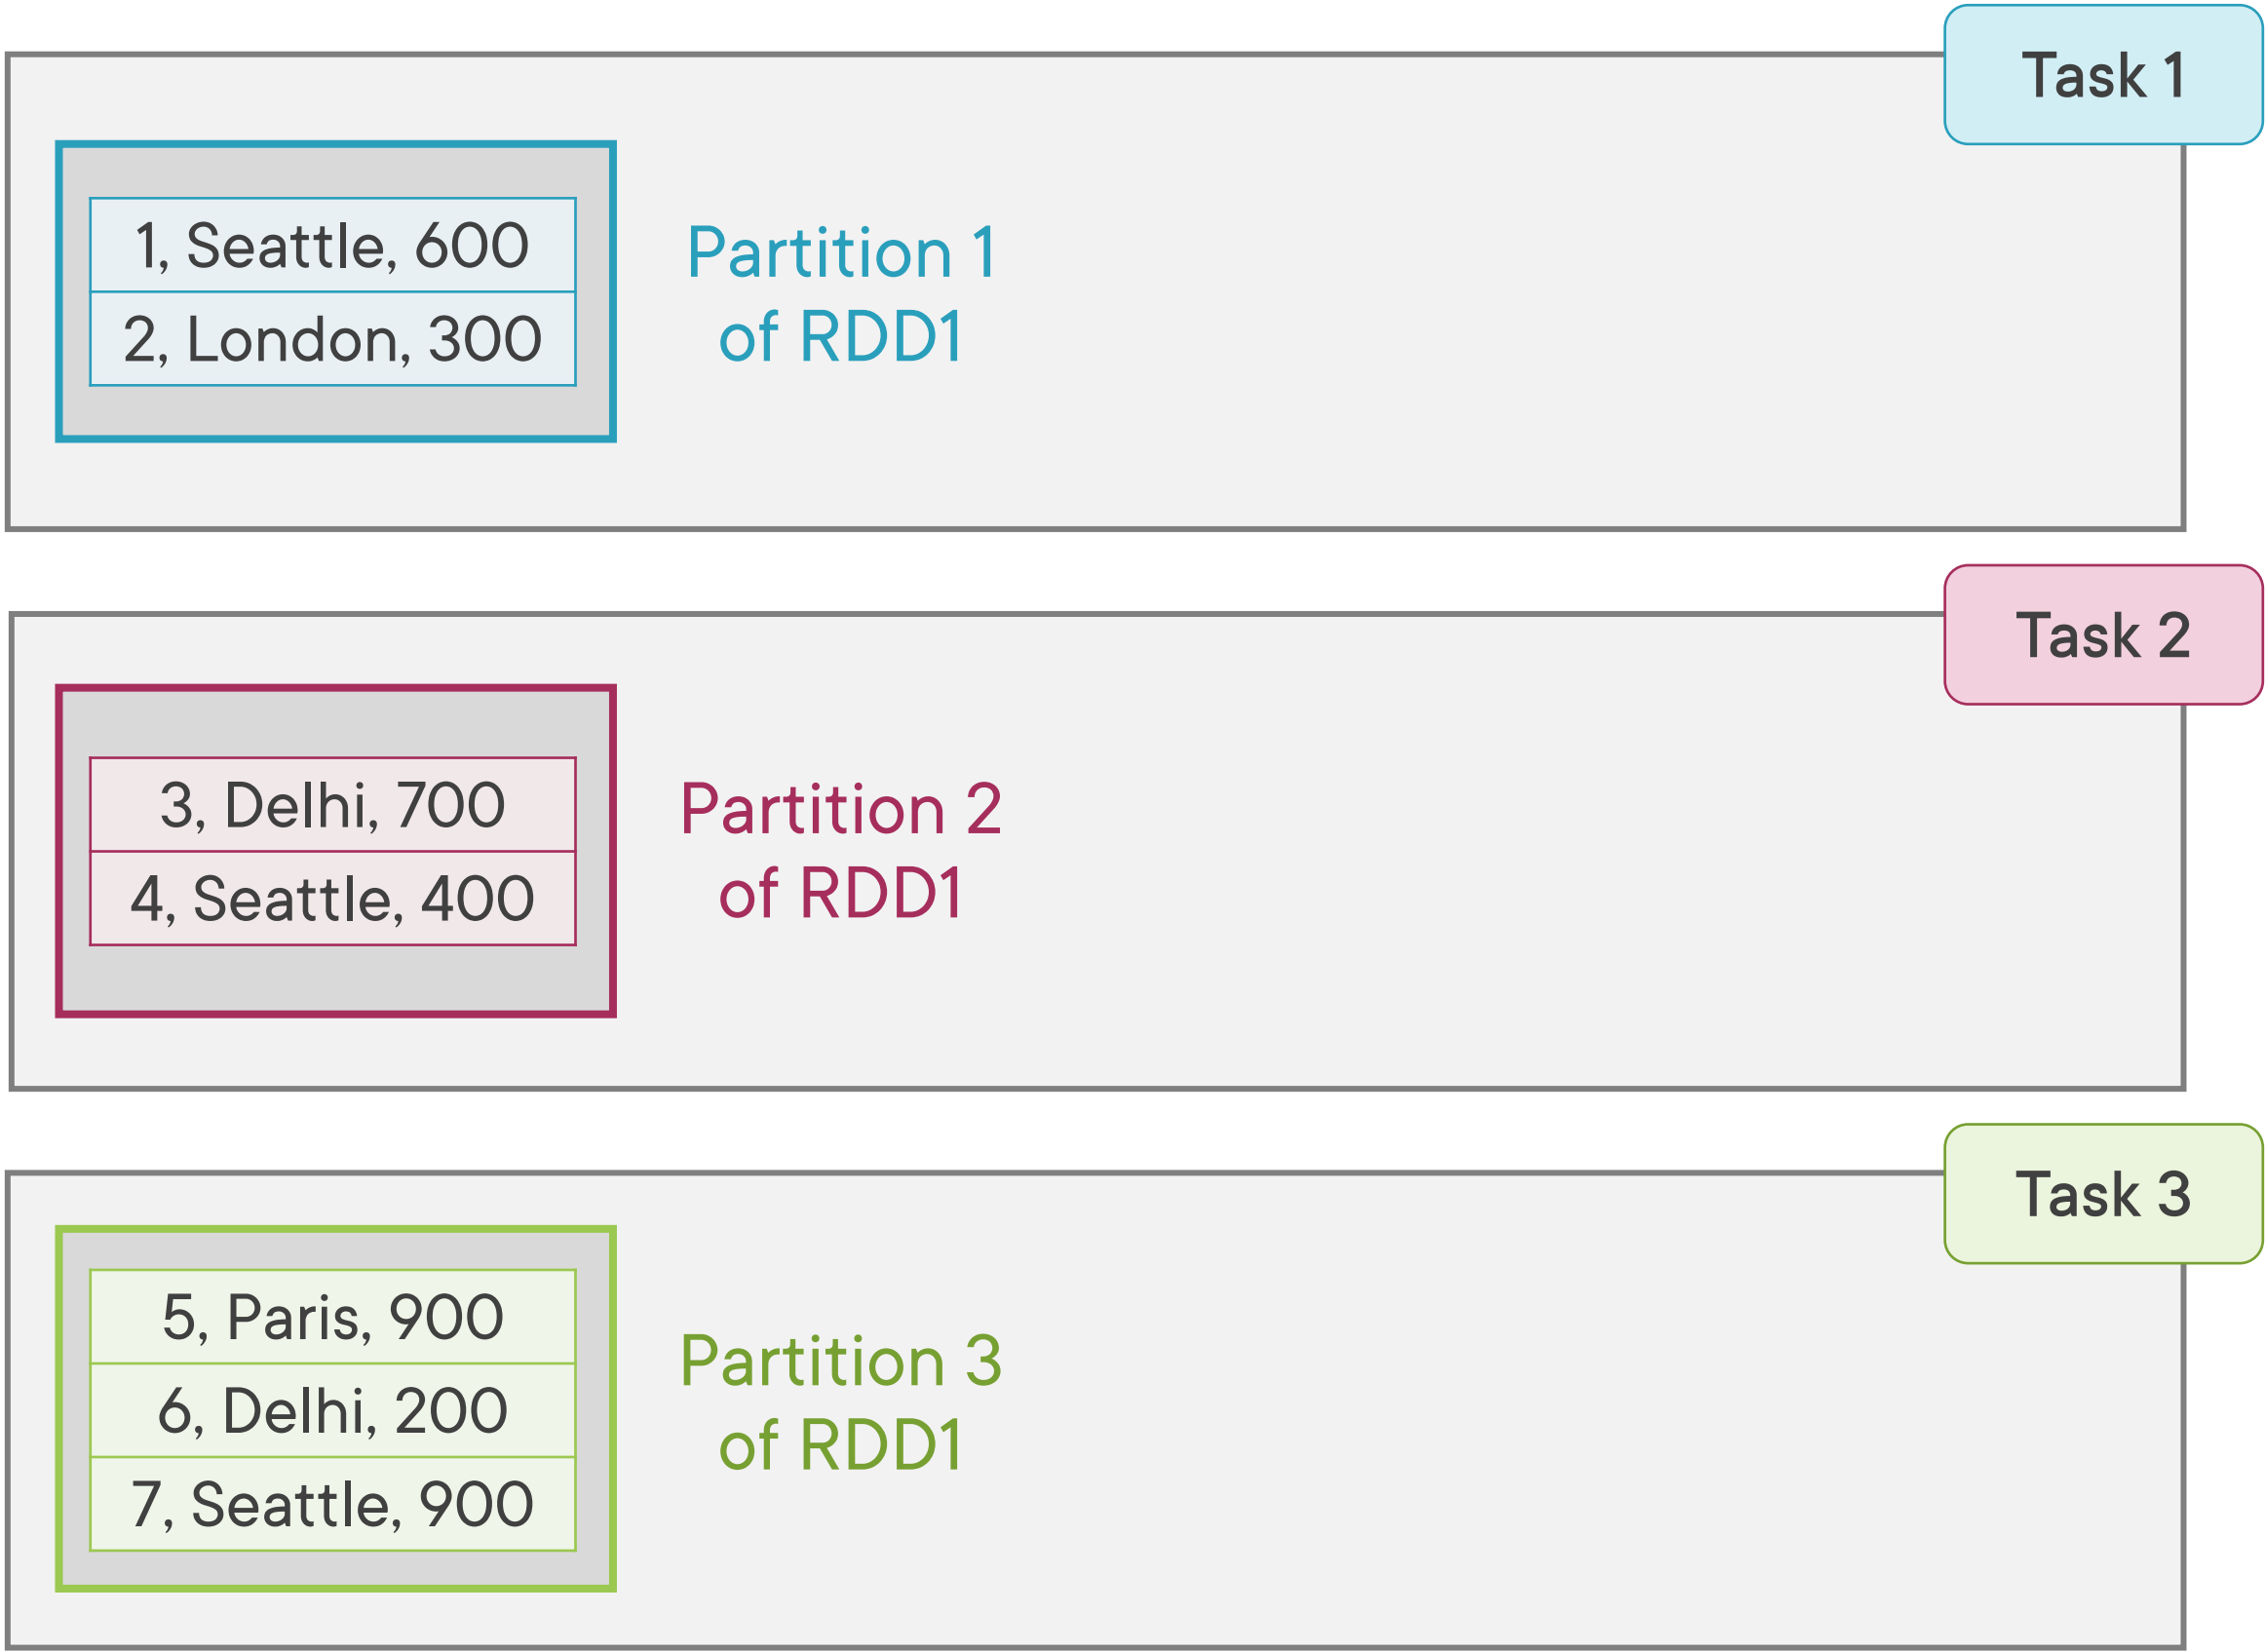 Task 1
1, Seattle, 600
2, London, 300
Partition 1
of RDD1
Task 2
3, Delhi, 700
4, Seattle, 400
Partition 2
of RDD1
Task 3
5, Paris, 900
6, Delhi, 200
7, Seattle, 900
Partition 3
of RDD1